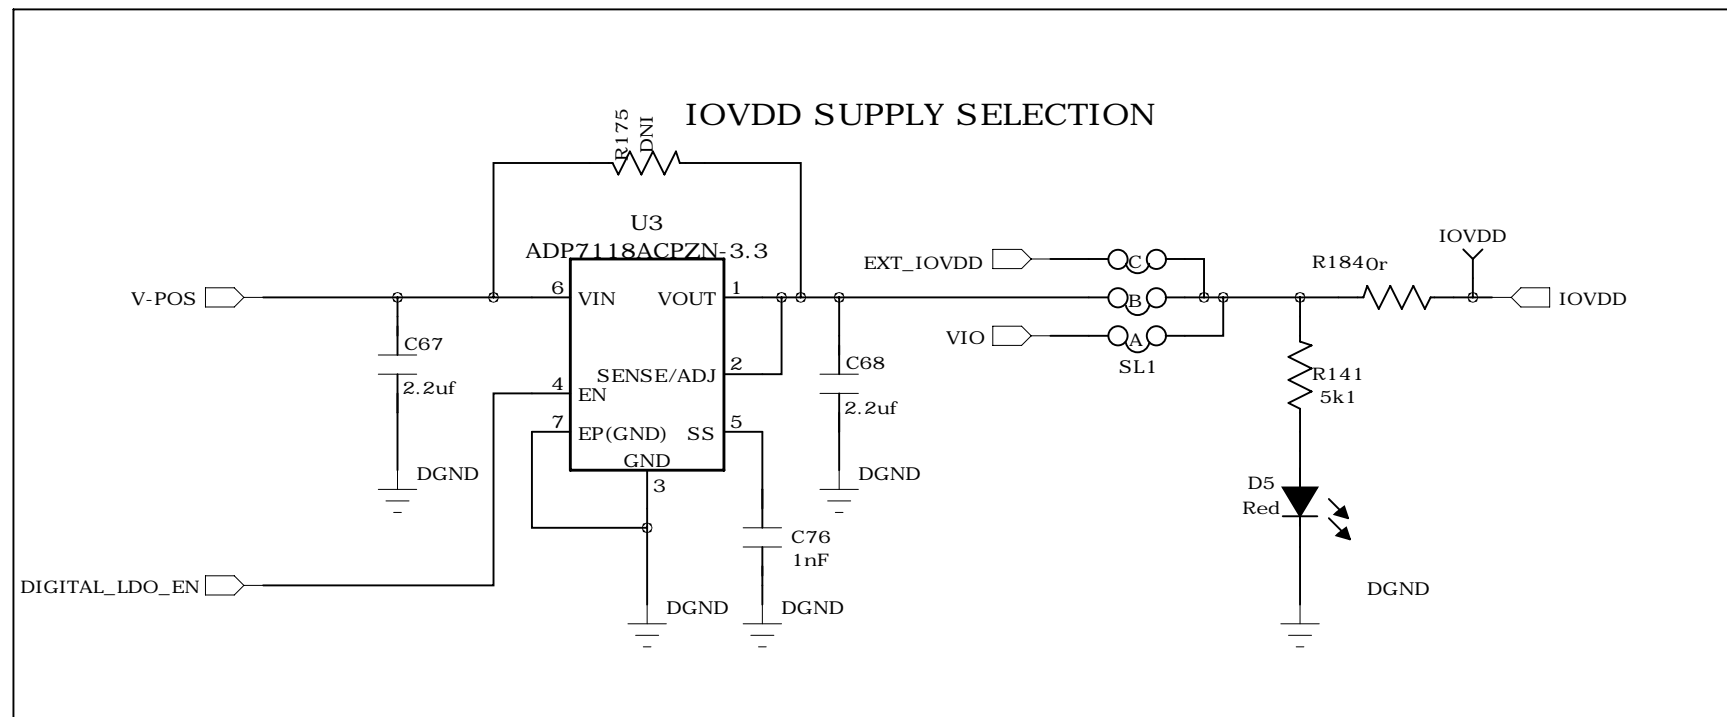 IOVDD SUPPLY SELECTION
R175
DNI
U3
ADP7118ACPZN-3.3
V-POS
6
VIN
VOUT
1
C67
2.2uf
DGND
SENSE/ADJ
2
4
EN
7
EP(GND)
SS
5
GND
3
C68
2.2uf
DGND
C76
1nF
DIGITAL_LDO_EN
DGND
DGND
EXT_IOVDD
C
B
VIO
A
SL1
R184
0r
IOVDD
IOVDD
R141
5k1
D5
Red
DGND